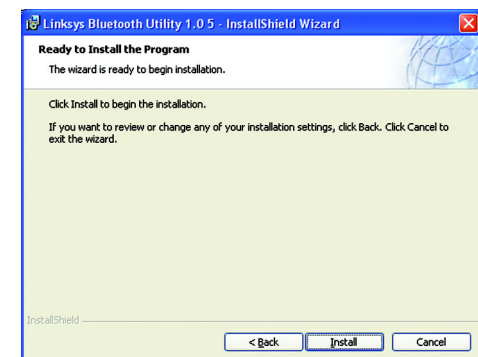 Linksys Bluetooth Utility 1.0 5 - InstallShield Wizard
Ready to Install the Program
The wizard is ready to begin installation.
Click Install to begin the installation.
If you want to review or change any of your installation settings, click Back. Click Cancel to
exit the wizard.
InstallShield
< Back Install Cancel